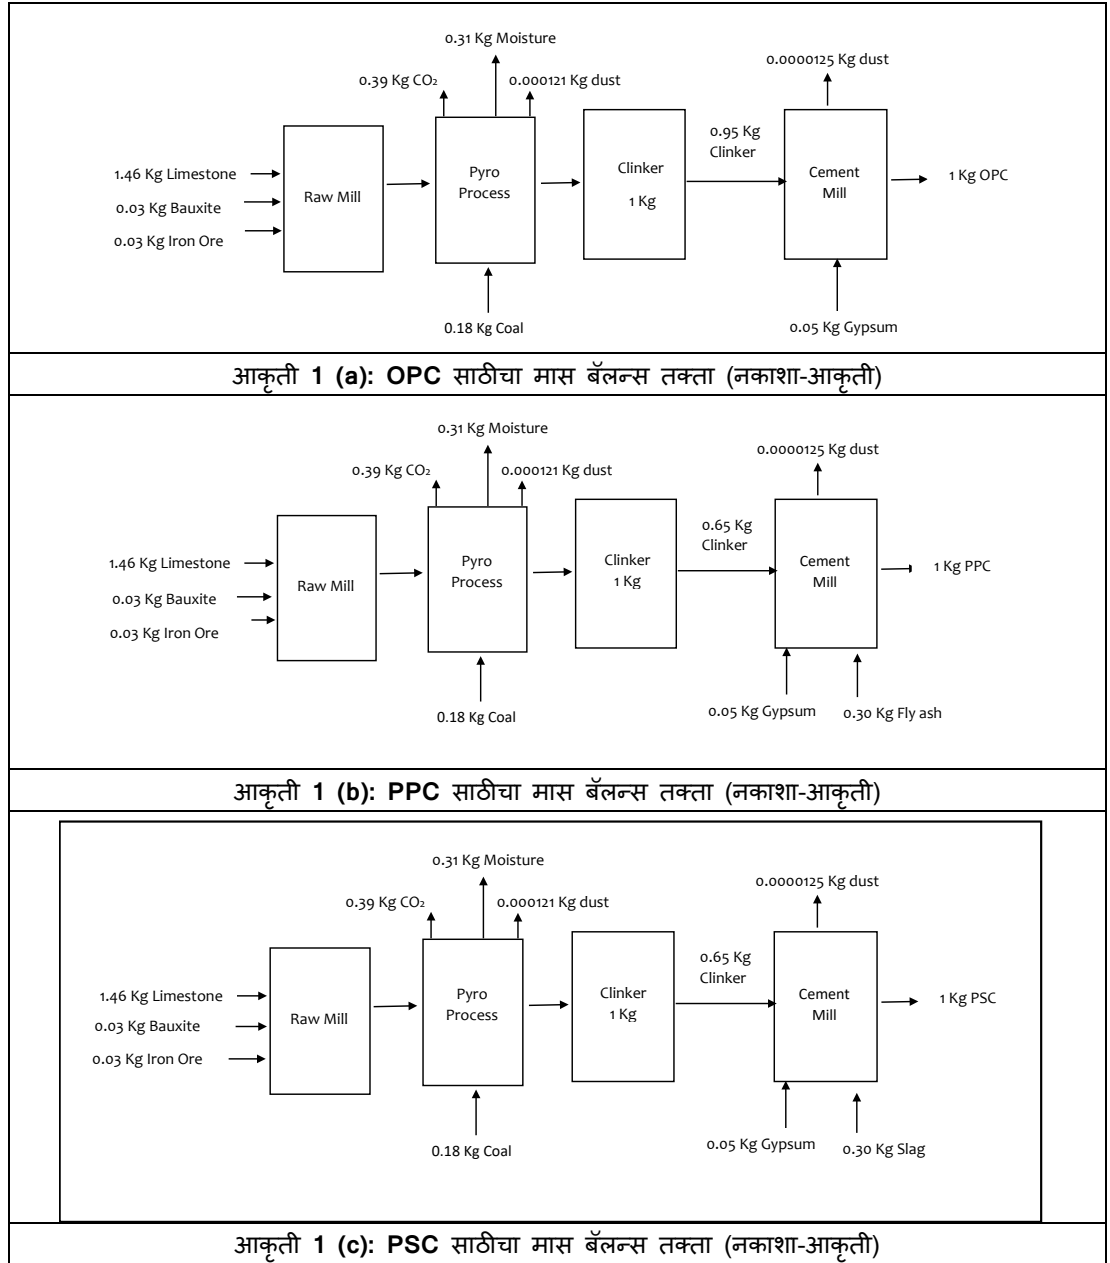 0.31 Kg Moisture
0.39 Kg CO₂
0.000121 Kg dust
0.0000125 Kg dust
1.46 Kg Limestone
0.03 Kg Bauxite
0.03 Kg Iron Ore
Raw Mill
Pyro
Process
Clinker
1 Kg
0.95 Kg
Clinker
Cement
Mill
1 Kg OPC
0.18 Kg Coal
0.05 Kg Gypsum
आकृती 1 (a): OPC साठीचा मास बॅलन्स तक्ता (नकाशा-आकृती)
0.31 Kg Moisture
0.39 Kg CO₂
0.000121 Kg dust
0.0000125 Kg dust
1.46 Kg Limestone
0.03 Kg Bauxite
0.03 Kg Iron Ore
Raw Mill
Pyro
Process
Clinker
1 Kg
0.65 Kg
Clinker
Cement
Mill
1 Kg PPC
0.18 Kg Coal
0.05 Kg Gypsum
0.30 Kg Fly ash
आकृती 1 (b): PPC साठीचा मास बॅलन्स तक्ता (नकाशा-आकृती)
0.31 Kg Moisture
0.39 Kg CO₂
0.000121 Kg dust
0.0000125 Kg dust
1.46 Kg Limestone
0.03 Kg Bauxite
0.03 Kg Iron Ore
Raw Mill
Pyro
Process
Clinker
1 Kg
0.65 Kg
Clinker
Cement
Mill
1 Kg PSC
0.18 Kg Coal
0.05 Kg Gypsum
0.30 Kg Slag
आकृती 1 (c): PSC साठीचा मास बॅलन्स तक्ता (नकाशा-आकृती)